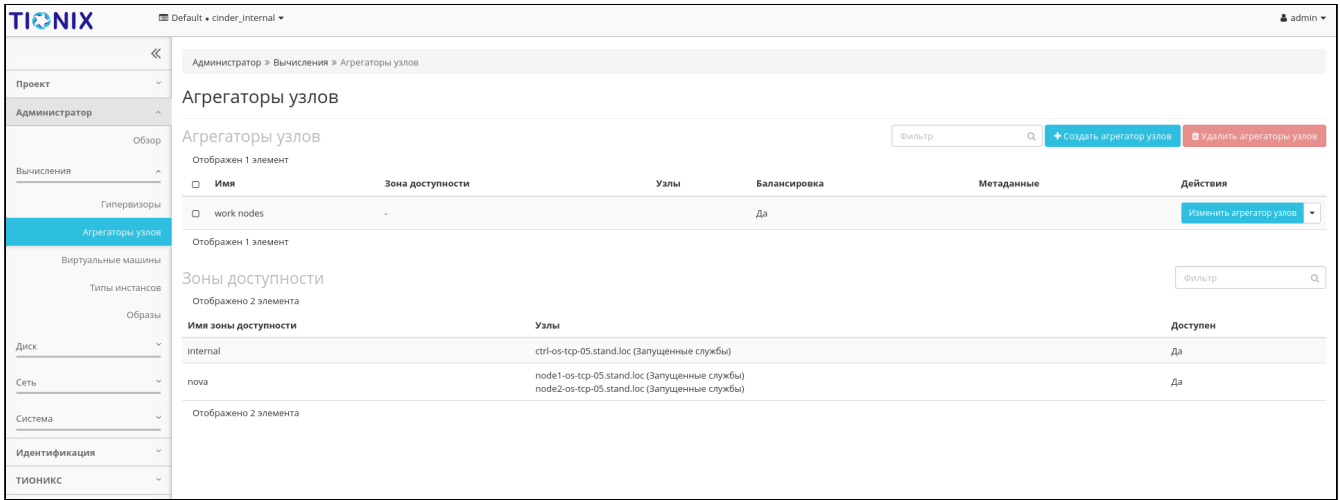 TIONIX
Default • cinder_internal
admin
Администратор » Вычисления » Агрегаторы узлов
Проект
Администратор
Обзор
Вычисления
Гипервизоры
Агрегаторы узлов
Виртуальные машины
Типы инстансов
Образы
Диск
Сеть
Система
Идентификация
ТИОНИКС
Агрегаторы узлов
Агрегаторы узлов
Фильтр
Создать агрегатор узлов
Удалить агрегаторы узлов
Отображен 1 элемент
Имя Зона доступности Узлы Балансировка Метаданные Действия
work nodes - Да Изменить агрегатор узлов
Отображен 1 элемент
Зоны доступности
Фильтр
Отображено 2 элемента
Имя зоны доступности Узлы Доступен
internal ctrl-os-tcp-05.stand.loc (Запущенные службы) Да
nova node1-os-tcp-05.stand.loc (Запущенные службы) Да
node2-os-tcp-05.stand.loc (Запущенные службы)
Отображено 2 элемента